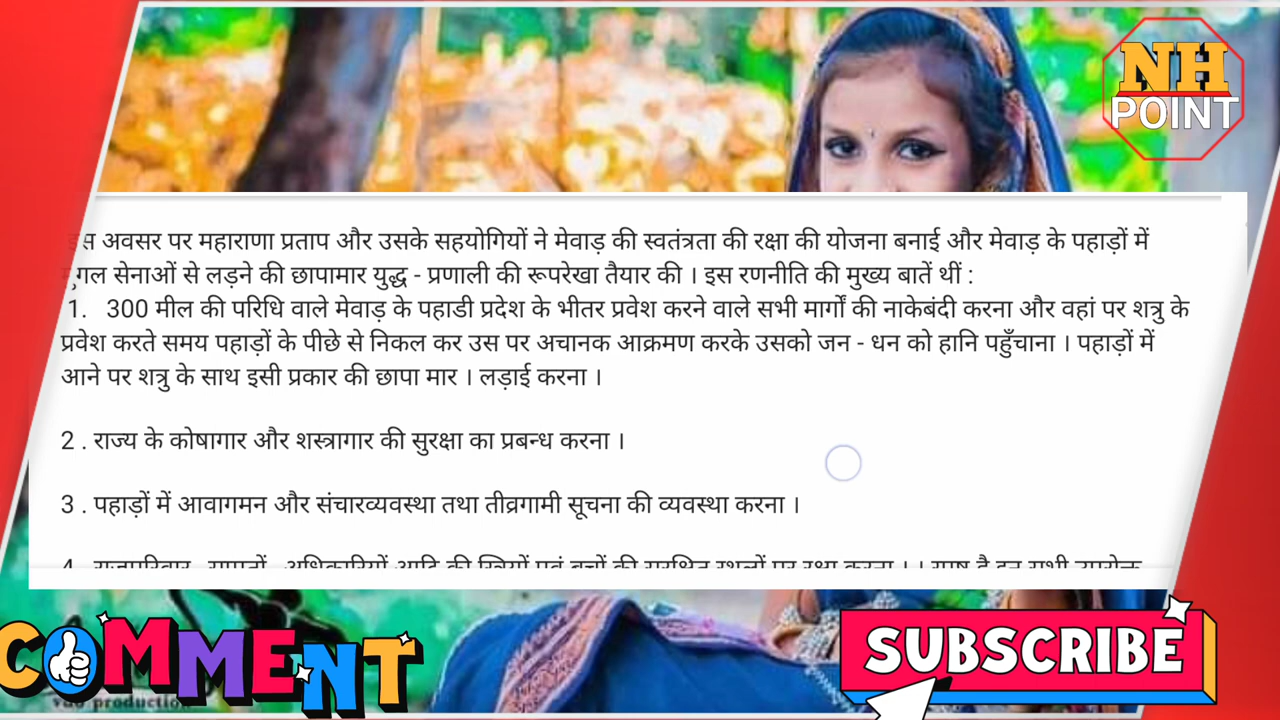 NH
POINT
इस अवसर पर महाराणा प्रताप और उसके सहयोगियों ने मेवाड़ की स्वतंत्रता की रक्षा की योजना बनाई और मेवाड़ के पहाड़ों में
मुगल सेनाओं से लड़ने की छापामार युद्ध - प्रणाली की रूपरेखा तैयार की । इस रणनीति की मुख्य बातें थीं :
1. 300 मील की परिधि वाले मेवाड़ के पहाडी प्रदेश के भीतर प्रवेश करने वाले सभी मार्गों की नाकेबंदी करना और वहां पर शत्रु के
प्रवेश करते समय पहाड़ों के पीछे से निकल कर उस पर अचानक आक्रमण करके उसको जन - धन को हानि पहुँचाना । पहाड़ों में
आने पर शत्रु के साथ इसी प्रकार की छापा मार । लड़ाई करना ।
2 . राज्य के कोषागार और शस्त्रागार की सुरक्षा का प्रबन्ध करना ।
3 . पहाड़ों में आवागमन और संचारव्यवस्था तथा तीव्रगामी सूचना की व्यवस्था करना ।
COMMENT
SUBSCRIBE
production